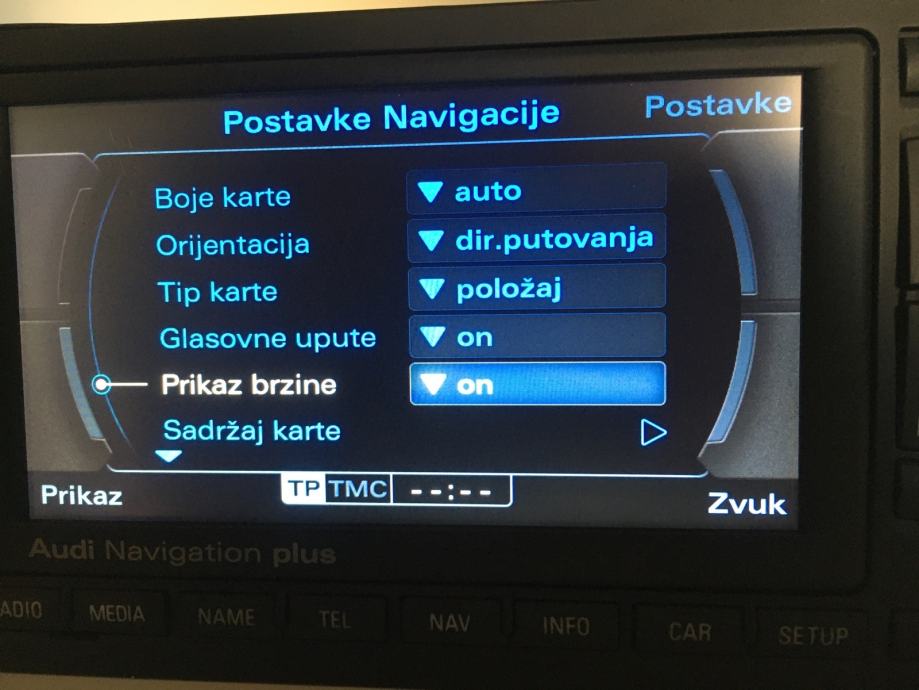 Postavke Navigacije
Postavke
Boje karte ▼ auto
Orijentacija ▼ dir.putovanja
Tip karte ▼ položaj
Glasovne upute ▼ on
Prikaz brzine ▼ on
Sadržaj karte
Prikaz
TP TMC --:--
Zvuk
Audi Navigation plus
ADIO MEDIA NAME TEL NAV INFO CAR SETUP